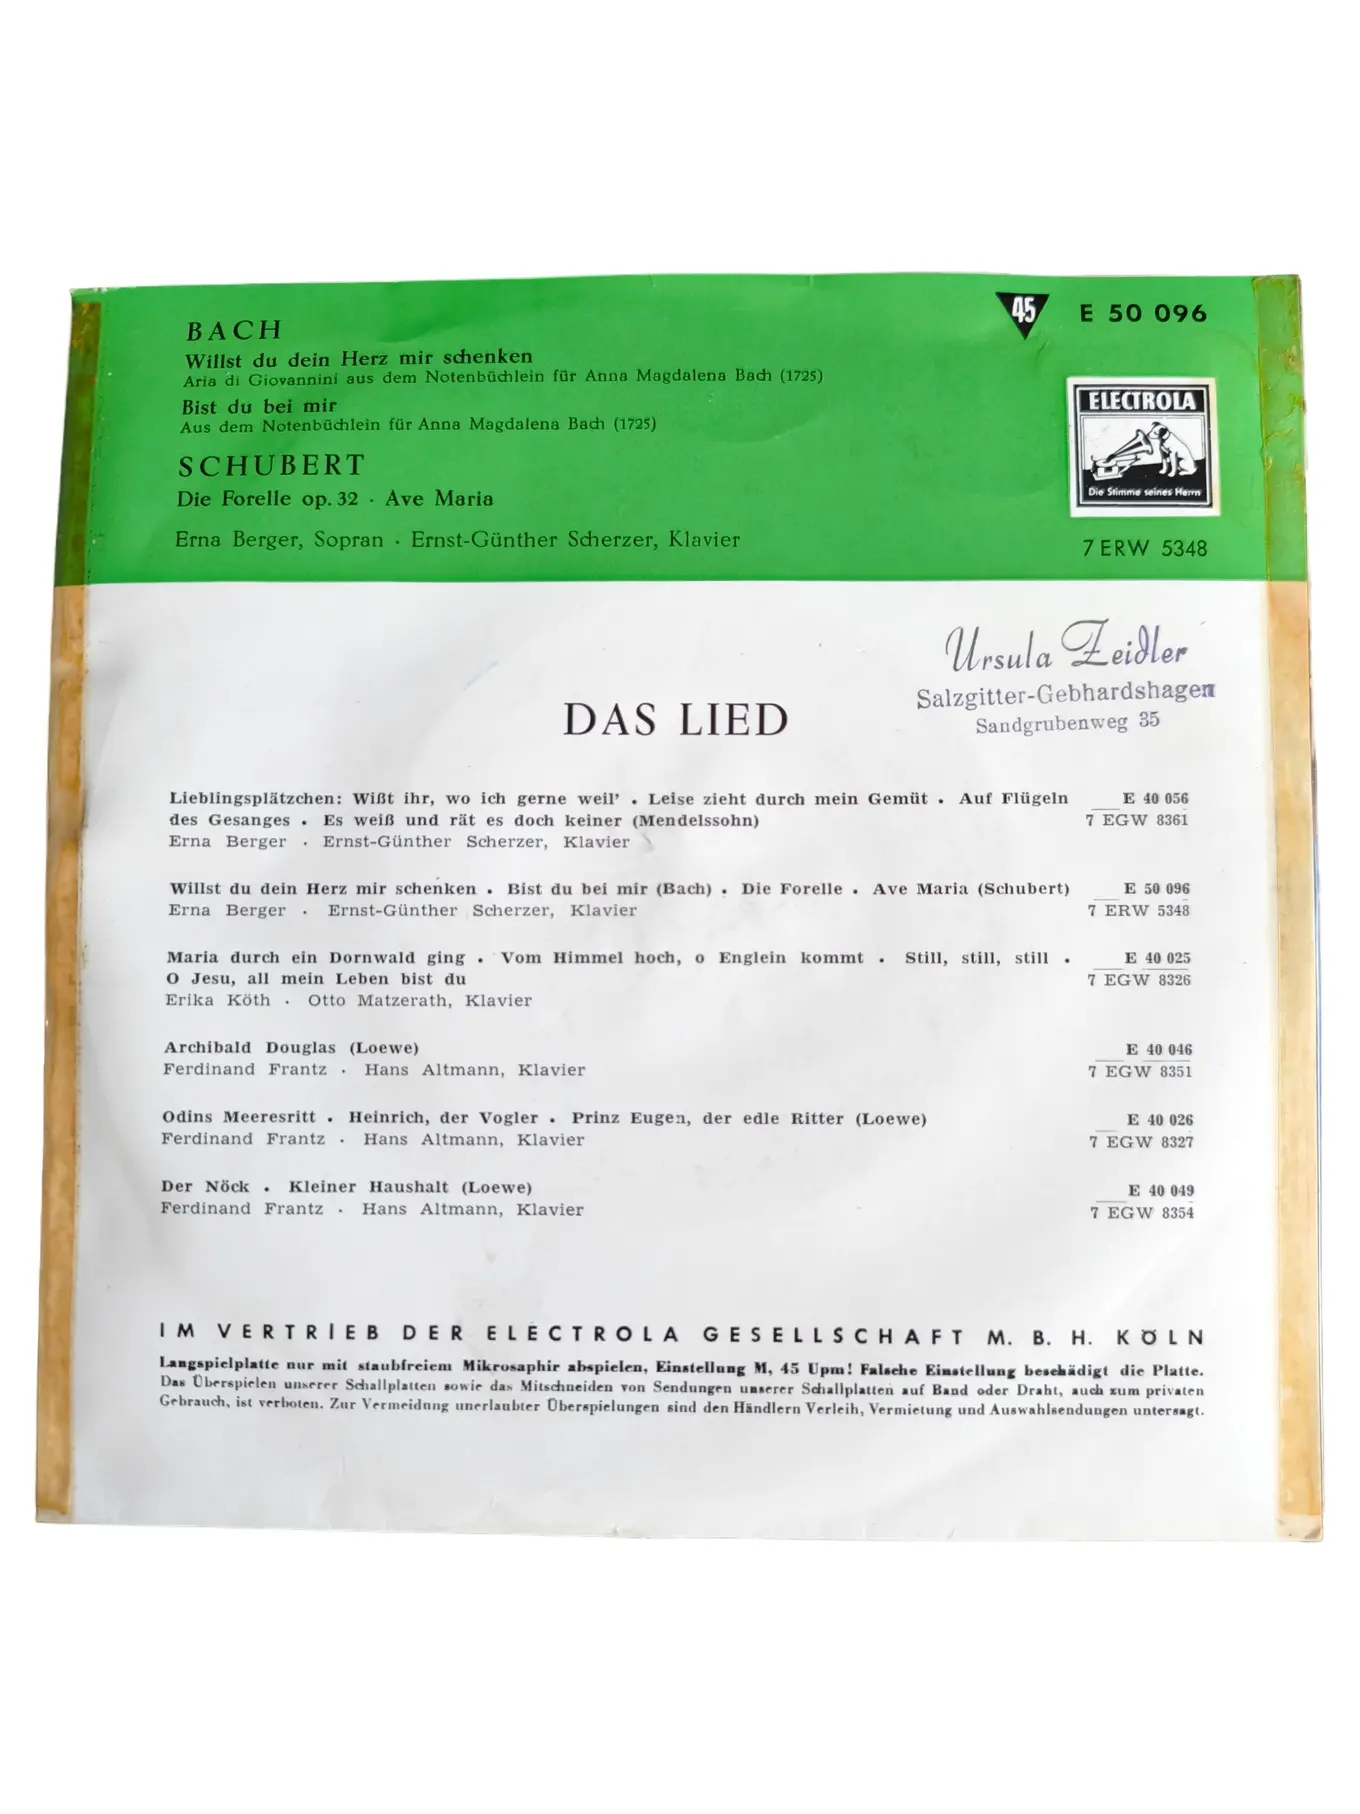 BACH
Willst du dein Herz mir schenken
Aria di Giovannini aus dem Notenbüchlein für Anna Magdalena Bach (1725)
Bist du bei mir
Aus dem Notenbüchlein für Anna Magdalena Bach (1725)
SCHUBERT
Die Forelle op. 32 · Ave Maria
Erna Berger, Sopran · Ernst-Günther Scherzer, Klavier
45 E 50 096
ELECTROLA
Die Stimme seines Herrn
7 ERW 5348
Ursula Zeidler
Salzgitter-Gebhardshagen
Sandgrubenweg 35
DAS LIED
Lieblingsplätzchen: Wißt ihr, wo ich gerne weil' · Leise zieht durch mein Gemüt · Auf Flügeln E 40 056
des Gesanges · Es weiß und rät es doch keiner (Mendelssohn) 7 EGW 8361
Erna Berger · Ernst-Günther Scherzer, Klavier
Willst du dein Herz mir schenken · Bist du bei mir (Bach) · Die Forelle · Ave Maria (Schubert) E 50 096
Erna Berger · Ernst-Günther Scherzer, Klavier 7 ERW 5348
Maria durch ein Dornwald ging · Vom Himmel hoch, o Englein kommt · Still, still, still · E 40 025
O Jesu, all mein Leben bist du 7 EGW 8326
Erika Köth · Otto Matzerath, Klavier
Archibald Douglas (Loewe) E 40 046
Ferdinand Frantz · Hans Altmann, Klavier 7 EGW 8351
Odins Meeresritt · Heinrich, der Vogler · Prinz Eugen, der edle Ritter (Loewe) E 40 026
Ferdinand Frantz · Hans Altmann, Klavier 7 EGW 8327
Der Nöck · Kleiner Haushalt (Loewe) E 40 049
Ferdinand Frantz · Hans Altmann, Klavier 7 EGW 8354
IM VERTRIEB DER ELECTROLA GESELLSCHAFT M. B. H. KÖLN
Langspielplatte nur mit staubfreiem Mikrosaphir abspielen, Einstellung M, 45 Upm! Falsche Einstellung beschädigt die Platte.
Das Überspielen unserer Schallplatten sowie das Mitschneiden von Sendungen unserer Schallplatten auf Band oder Draht, auch zum privaten
Gebrauch, ist verboten. Zur Vermeidung unerlaubter Überspielungen sind den Händlern Verleih, Vermietung und Auswahlsendungen untersagt.